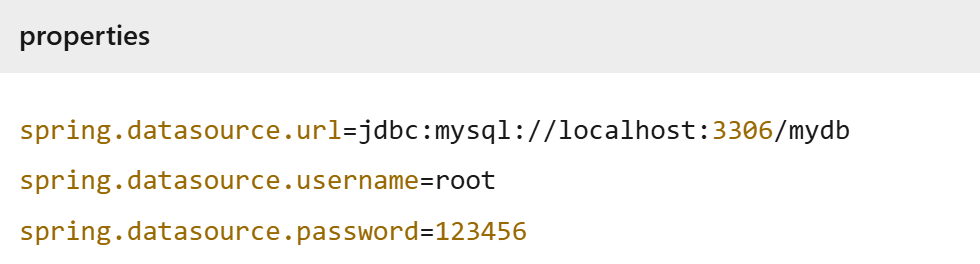 properties
spring.datasource.url=jdbc:mysql://localhost:3306/mydb
spring.datasource.username=root
spring.datasource.password=123456